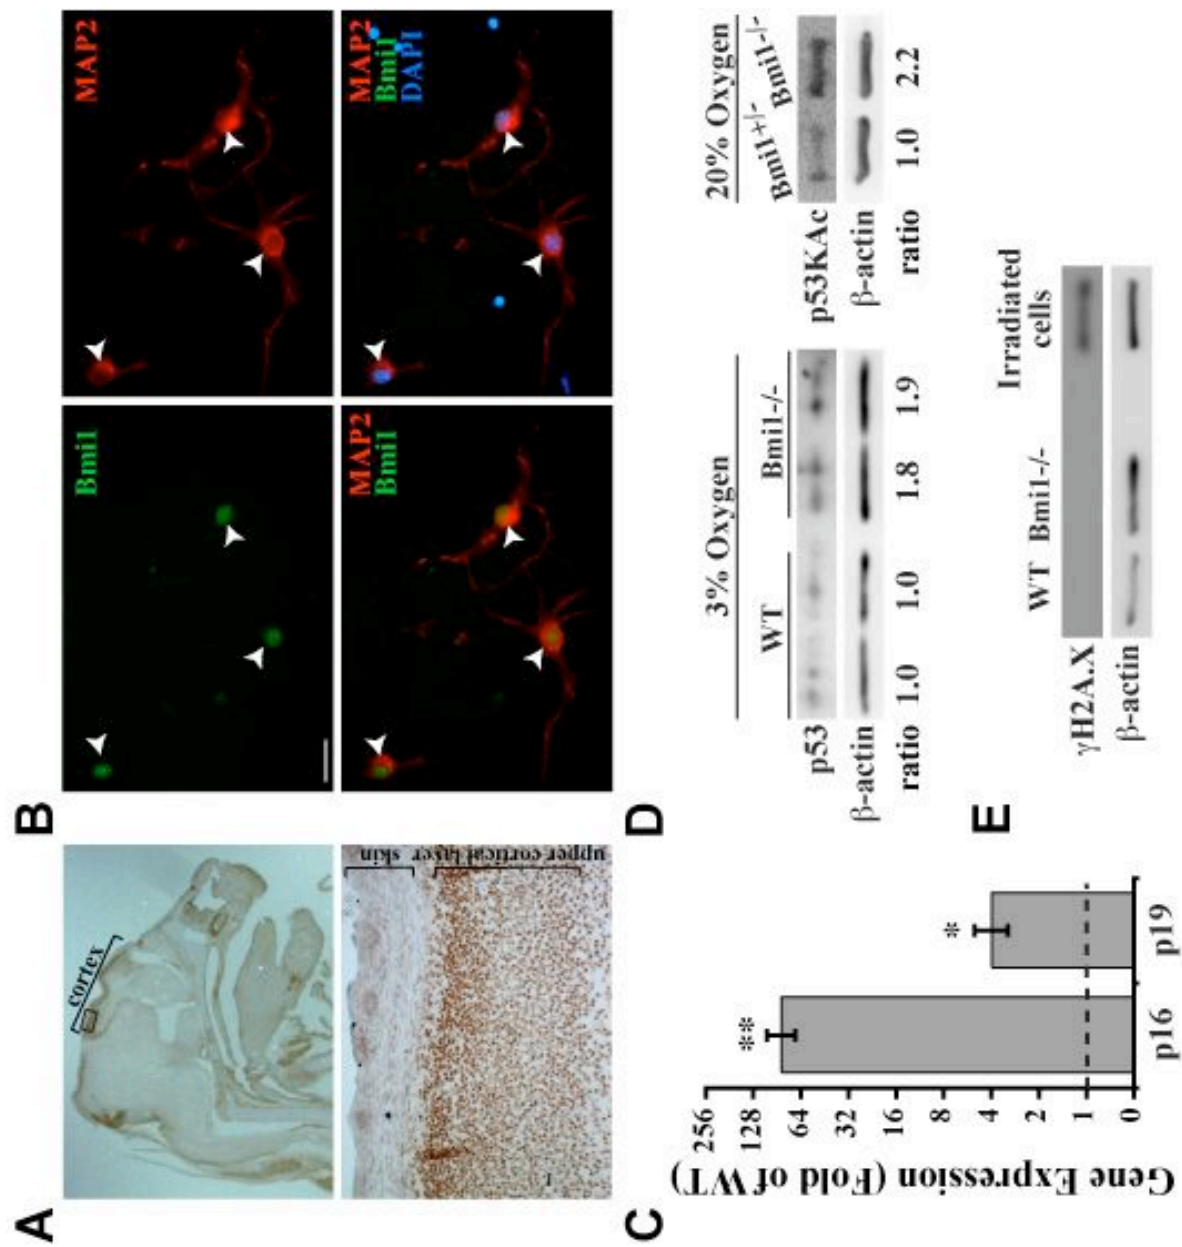 A
cortex
skin
upper cortical layer
B
Bmi1
MAP2
MAP2
Bmi1
MAP2
Bmi1
DAPI
C
Gene Expression (Fold of WT)
256
128
64
32
16
8
4
2
1
0
**
*
p16
p19
D
3% Oxygen
WT
Bmi1-/-
p53
β-actin
ratio
1.0
1.0
1.8
1.9
20% Oxygen
Bmi1+/-
Bmi1-/-
p53KAc
β-actin
ratio
1.0
2.2
E
WT
Bmi1-/-
Irradiated
cells
γH2A.X
β-actin